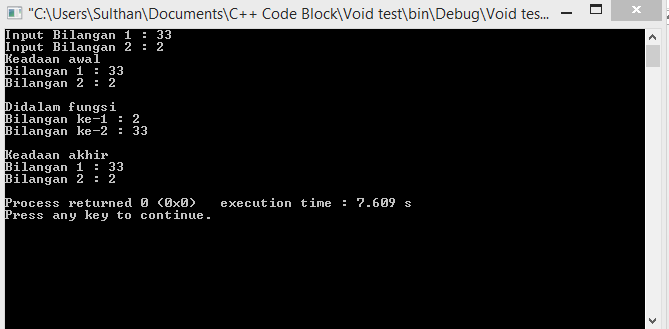 "C:\Users\Sulthan\Documents\C++ Code Block\Void test\bin\Debug\Void tes...
Input Bilangan 1 : 33
Input Bilangan 2 : 2
Keadaan awal
Bilangan 1 : 33
Bilangan 2 : 2
Didalam fungsi
Bilangan ke-1 : 2
Bilangan ke-2 : 33
Keadaan akhir
Bilangan 1 : 33
Bilangan 2 : 2
Process returned 0 (0x0)   execution time : 7.609 s
Press any key to continue.